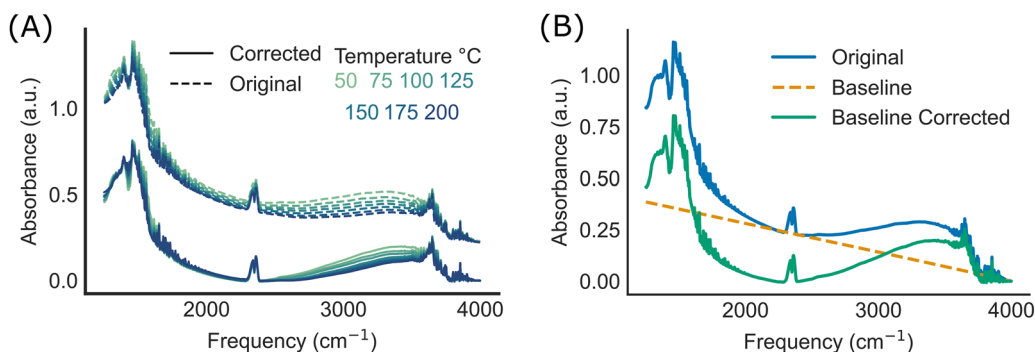 (A)
Corrected
Original
Temperature °C
50 75 100 125
150 175 200
Absorbance (a.u.)
1.0
0.5
0.0
2000 3000 4000
Frequency (cm⁻¹)
(B)
Original
Baseline
Baseline Corrected
Absorbance (a.u.)
1.00
0.75
0.50
0.25
0.00
2000 3000 4000
Frequency (cm⁻¹)